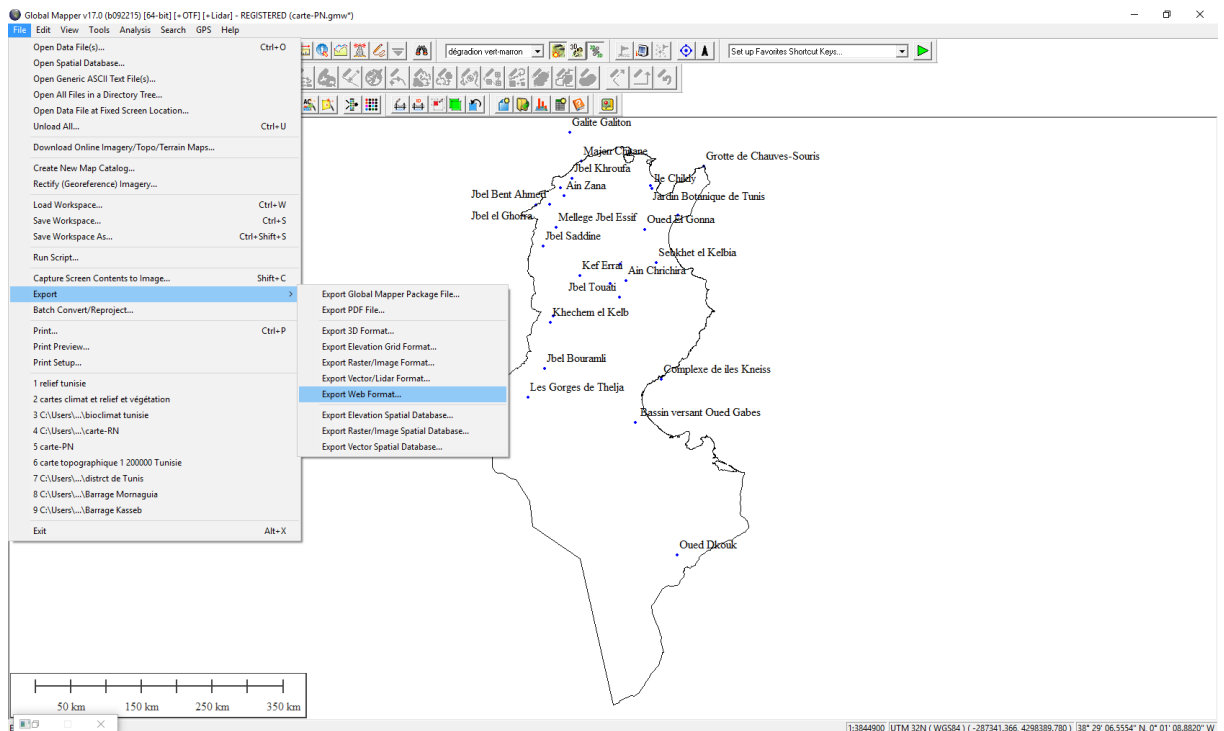 Global Mapper v17.0 (b092215) [64-bit] [+OTF] [+Lidar] - REGISTERED (carte-PN.gmw*)
File Edit View Tools Analysis Search GPS Help
Open Data File(s)... Ctrl+O
Open Spatial Database...
Open Generic ASCII Text File(s)...
Open All Files in a Directory Tree...
Open Data File at Fixed Screen Location...
Unload All... Ctrl+U
Download Online Imagery/Topo/Terrain Maps...
Create New Map Catalog...
Rectify (Georeference) Imagery...
Load Workspace... Ctrl+W
Save Workspace... Ctrl+S
Save Workspace As... Ctrl+Shift+S
Run Script...
Capture Screen Contents to Image... Shift+C
Export
Batch Convert/Reproject...
Print... Ctrl+P
Print Preview...
Print Setup...
1 relief tunisie
2 cartes climat et relief et végétation
3 C:\Users\...\bioclimat tunisie
4 C:\Users\...\carte-RN
5 carte-PN
6 carte topographique 1 200000 Tunisie
7 C:\Users\...\distrct de Tunis
8 C:\Users\...\Barrage Mornaguia
9 C:\Users\...\Barrage Kasseb
Exit Alt+X
Export Global Mapper Package File...
Export PDF File...
Export 3D Format...
Export Elevation Grid Format...
Export Raster/Image Format...
Export Vector/Lidar Format...
Export Web Format...
Export Elevation Spatial Database...
Export Raster/Image Spatial Database...
Export Vector Spatial Database...
dégradion vert-marron
Set up Favorites Shortcut Keys...
Galite Galiton
Majen Chitane
Grotte de Chauves-Souris
Jbel Khroufa
Ile Chikly
Ain Zana
Jbel Bent Ahmed
Jardin Botanique de Tunis
Jbel el Ghorra
Mellege Jbel Essif
Oued El Gonna
Jbel Saddine
Sebkhet el Kelbia
Kef Errai
Ain Chrichira
Jbel Touati
Khechem el Kelb
Jbel Bouramli
Complexe de iles Kneiss
Les Gorges de Thelja
Bassin versant Oued Gabes
Oued Dkouk
50 km 150 km 250 km 350 km
1:3844900 UTM 32N ( WGS84 ) ( -287341.366, 4298389.780 ) 38° 29' 06.5554" N, 0° 01' 08.8820" W